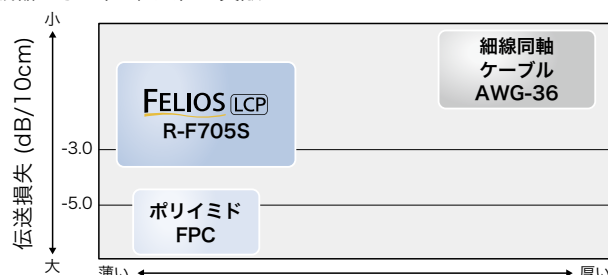 小
伝送損失 (dB/10cm)
細線同軸
ケーブル
AWG-36
FELIOS LCP
R-F705S
-3.0
-5.0
ポリイミド
FPC
大
薄い
厚い